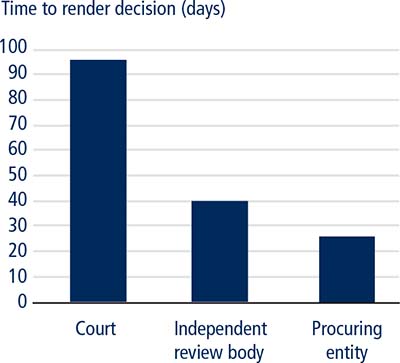 Time to render decision (days)
100
90
80
70
60
50
40
30
20
10
0
Court
Independent
review body
Procuring
entity